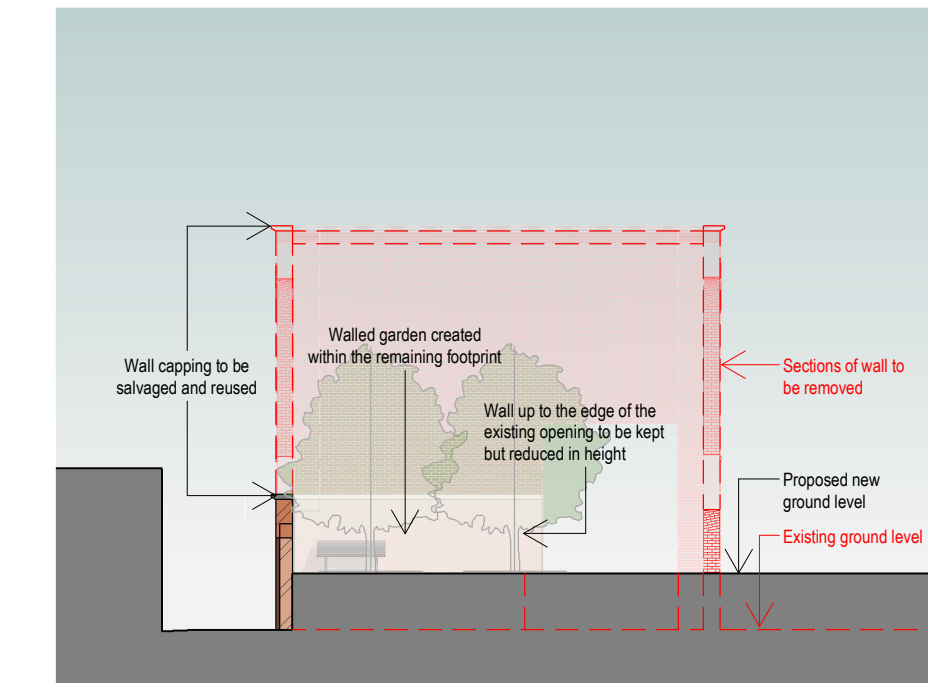 Walled garden created
within the remaining footprint
Wall capping to be
salvaged and reused
Sections of wall to
be removed
Wall up to the edge of the
existing opening to be kept
but reduced in height
Proposed new
ground level
Existing ground level